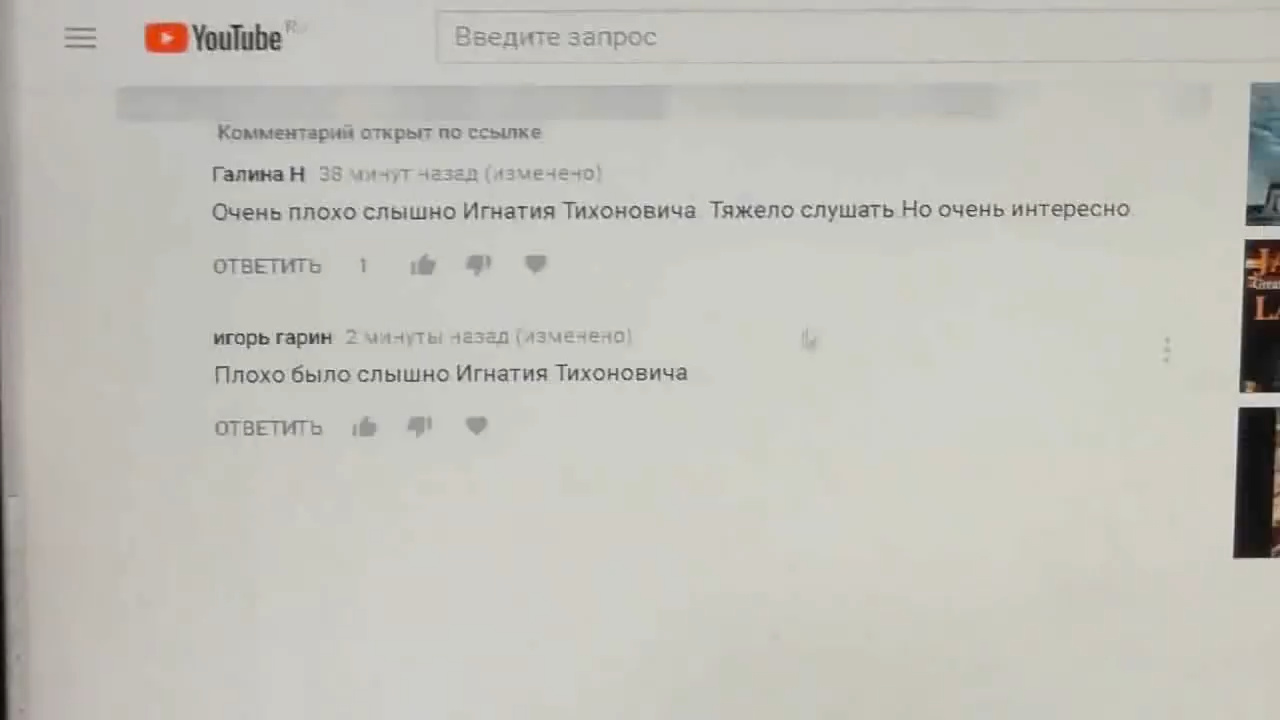 YouTube RU
Введите запрос
Комментарий открыт по ссылке
Галина Н 38 минут назад (изменено)
Очень плохо слышно Игнатия Тихоновича. Тяжело слушать.Но очень интересно.
ОТВЕТИТЬ 1
игорь гарин 2 минуты назад (изменено)
Плохо было слышно Игнатия Тихоновича
ОТВЕТИТЬ